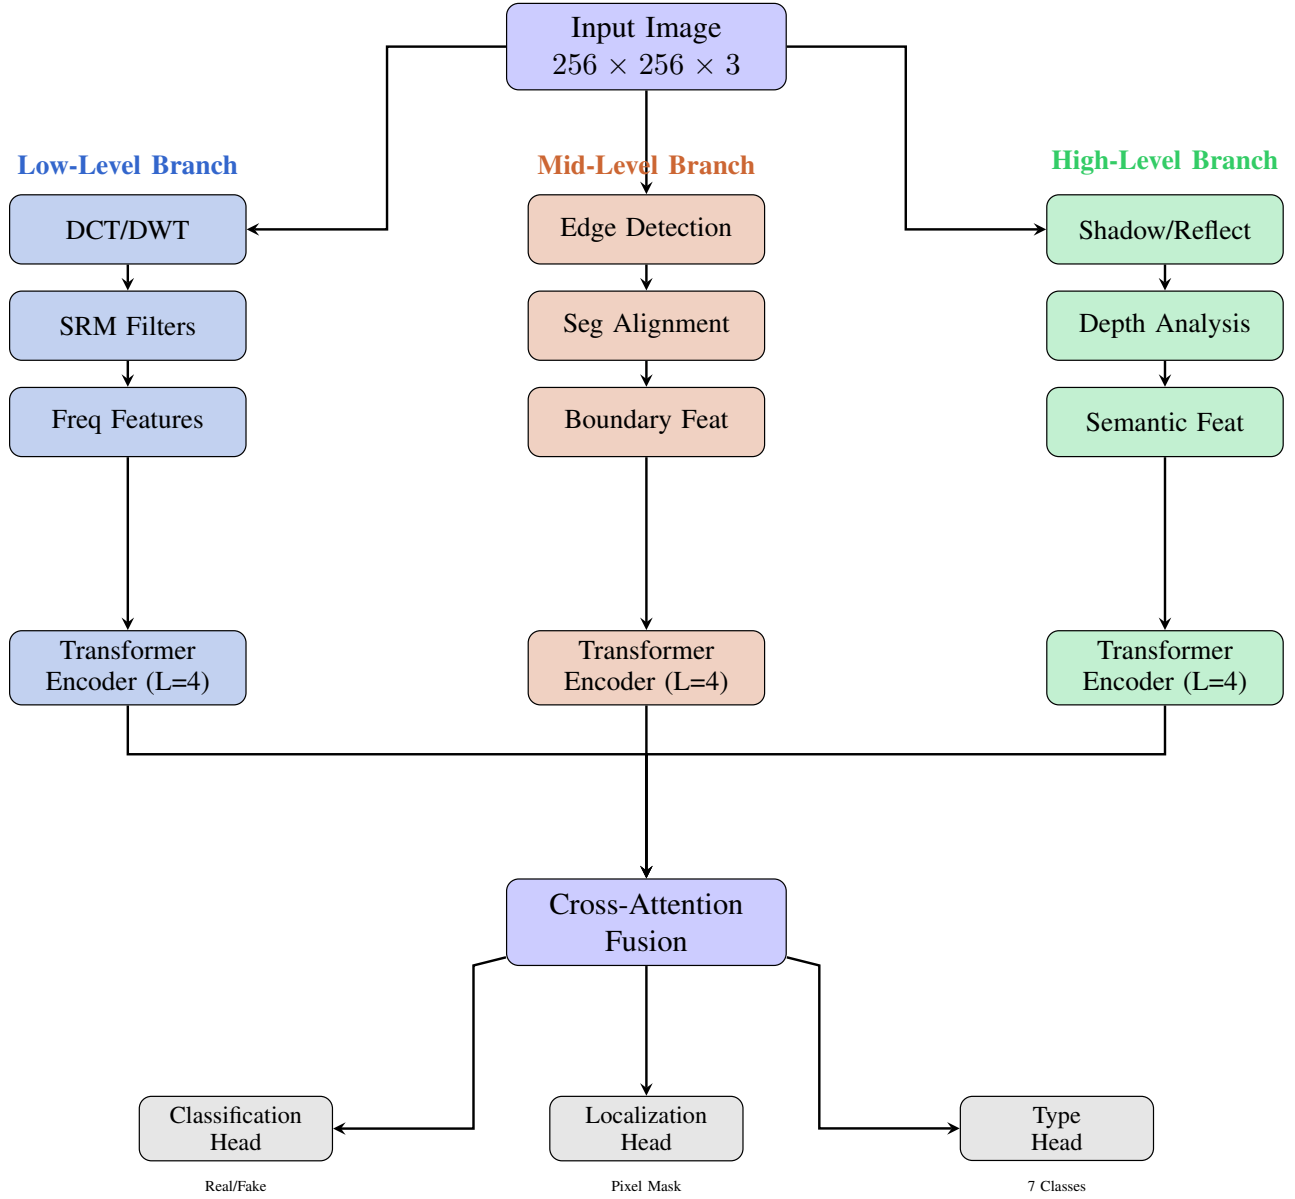 Input Image
256 × 256 × 3
Low-Level Branch
Mid-Level Branch
High-Level Branch
DCT/DWT
Edge Detection
Shadow/Reflect
SRM Filters
Seg Alignment
Depth Analysis
Freq Features
Boundary Feat
Semantic Feat
Transformer
Encoder (L=4)
Transformer
Encoder (L=4)
Transformer
Encoder (L=4)
Cross-Attention
Fusion
Classification
Head
Localization
Head
Type
Head
Real/Fake
Pixel Mask
7 Classes